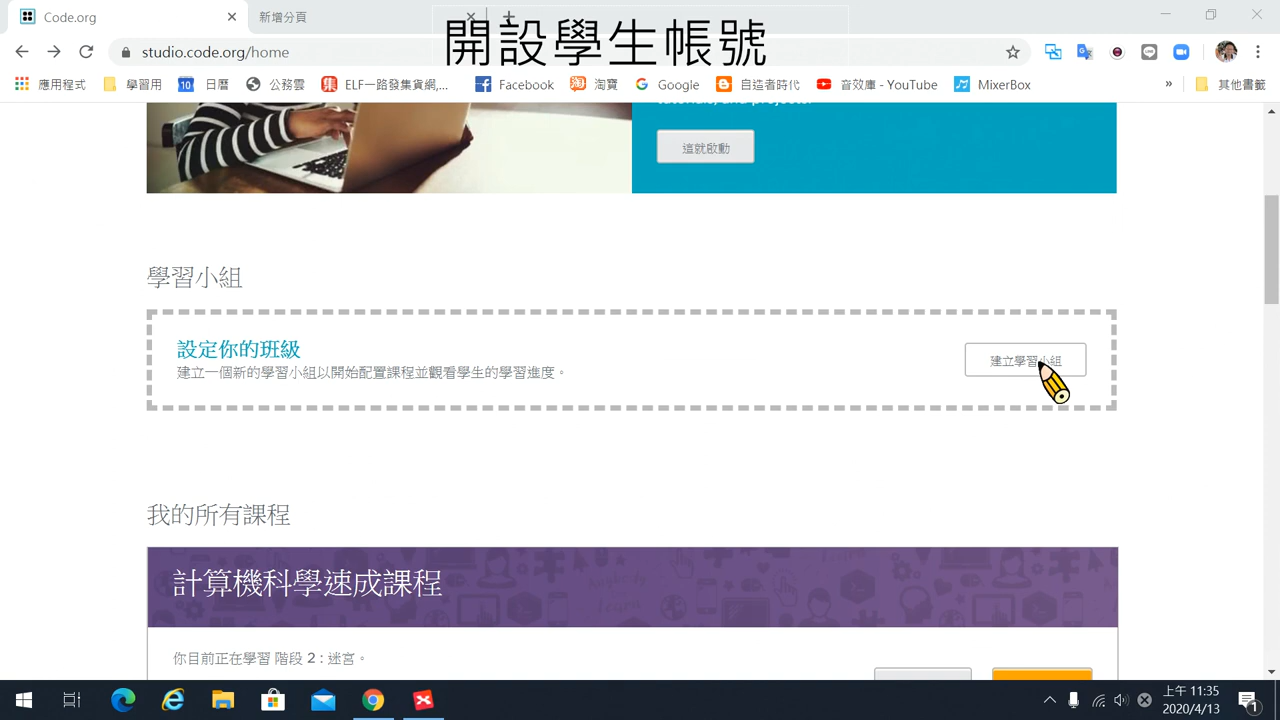 Code.org
新增分頁
開設學生帳號
studio.code.org/home
應用程式
學習用
日曆
公務雲
ELF一路發集貨網,...
Facebook
淘寶
Google
自造者時代
音效庫 - YouTube
MixerBox
»
其他書籤
這就啟動
學習小組
設定你的班級
建立一個新的學習小組以開始配置課程並觀看學生的學習進度。
建立學習小組
我的所有課程
計算機科學速成課程
你目前正在學習 階段 2：迷宮。
上午 11:35
2020/4/13
1